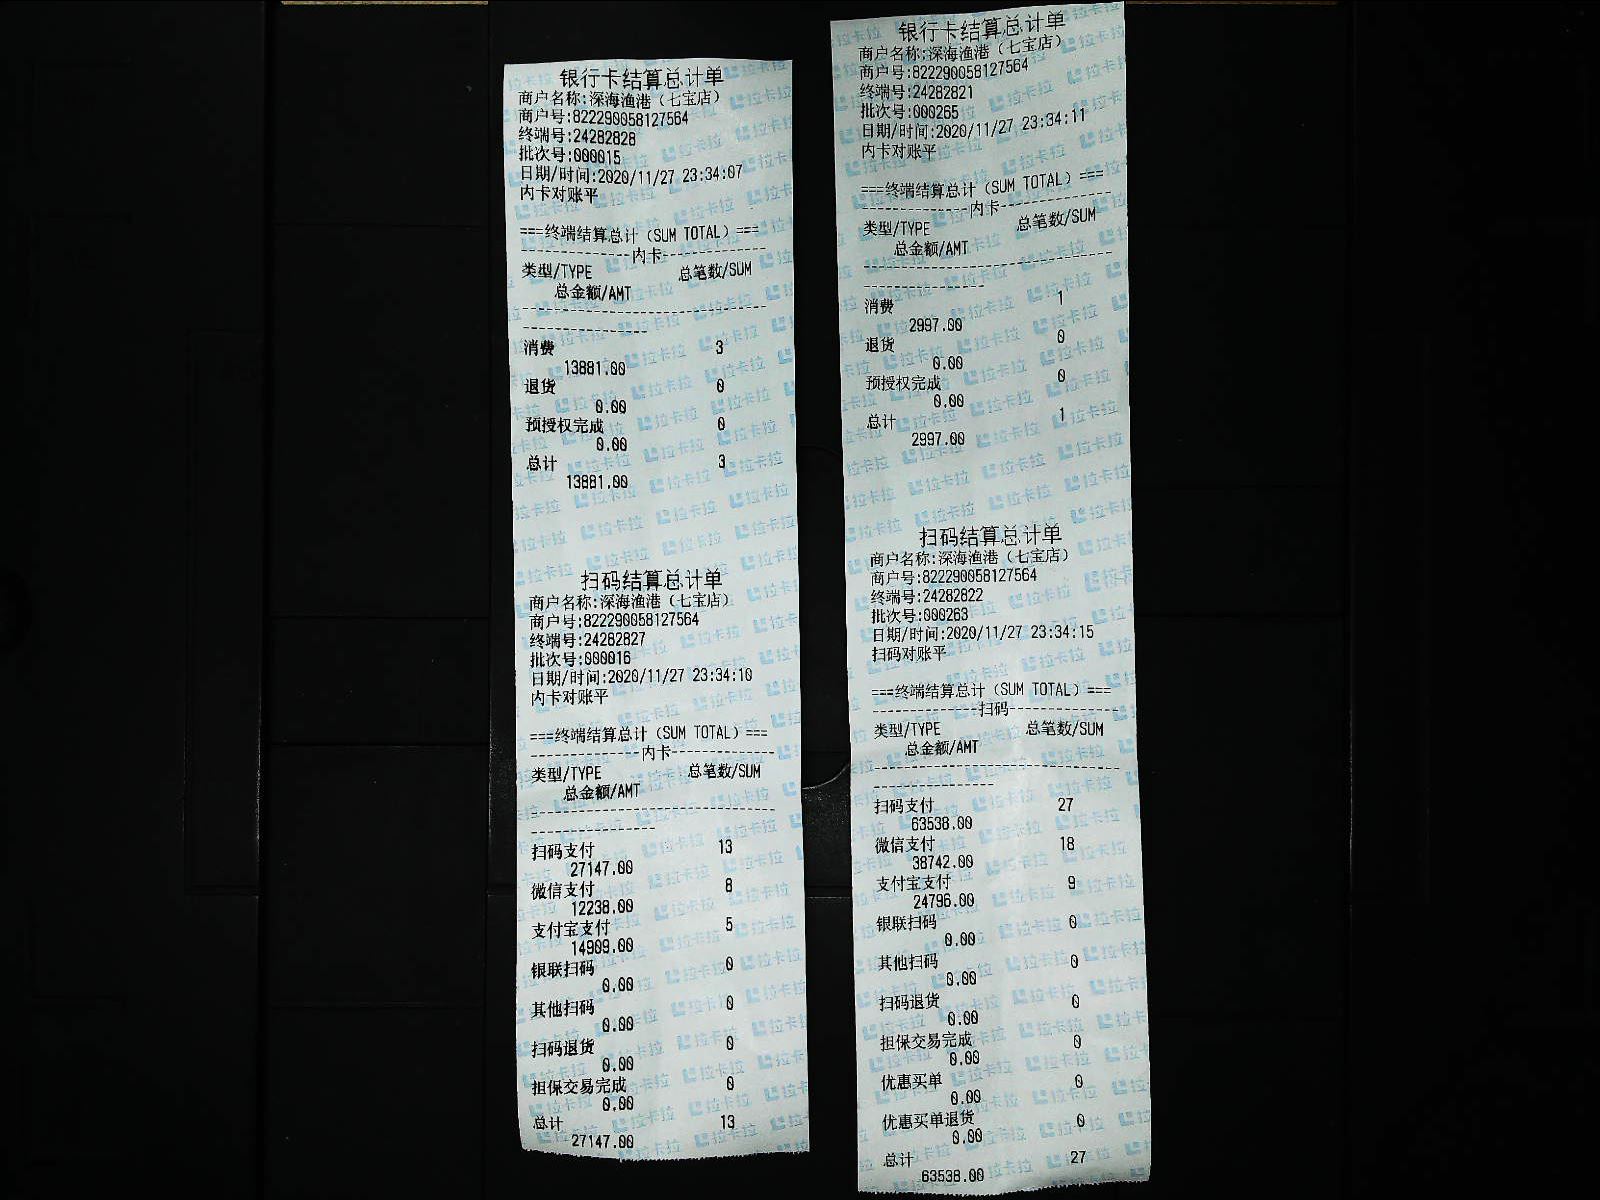 银行卡结算总计单
商户名称:深海渔港（七宝店）
商户号:822290058127564
终端号:24282828
批次号:000015
日期/时间:2020/11/27 23:34:07
内卡对账平
===终端结算总计（SUM TOTAL）===
----------------内卡----------------
类型/TYPE 总笔数/SUM
总金额/AMT
消费 3
13881.00
退货 0
0.00
预授权完成 0
0.00
总计 3
13881.00
扫码结算总计单
商户名称:深海渔港（七宝店）
商户号:822290058127564
终端号:24282827
批次号:000016
日期/时间:2020/11/27 23:34:10
内卡对账平
===终端结算总计（SUM TOTAL）===
----------------内卡----------------
类型/TYPE 总笔数/SUM
总金额/AMT
扫码支付 13
27147.00
微信支付 8
12238.00
支付宝支付 5
14909.00
银联扫码 0
0.00
其他扫码 0
0.00
扫码退货 0
0.00
担保交易完成 0
0.00
总计 13
27147.00
银行卡结算总计单
商户名称:深海渔港（七宝店）
商户号:822290058127564
终端号:24282821
批次号:000265
日期/时间:2020/11/27 23:34:11
内卡对账平
===终端结算总计（SUM TOTAL）===
----------------内卡----------------
类型/TYPE 总笔数/SUM
总金额/AMT
消费 1
2997.00
退货 0
0.00
预授权完成 0
0.00
总计 1
2997.00
扫码结算总计单
商户名称:深海渔港（七宝店）
商户号:822290058127564
终端号:24282822
批次号:000263
日期/时间:2020/11/27 23:34:15
扫码对账平
===终端结算总计（SUM TOTAL）===
----------------扫码----------------
类型/TYPE 总笔数/SUM
总金额/AMT
扫码支付 27
63538.00
微信支付 18
38742.00
支付宝支付 9
24796.00
银联扫码 0
0.00
其他扫码 0
0.00
扫码退货 0
0.00
担保交易完成 0
0.00
优惠买单 0
0.00
优惠买单退货 0
0.00
总计 27
63538.00